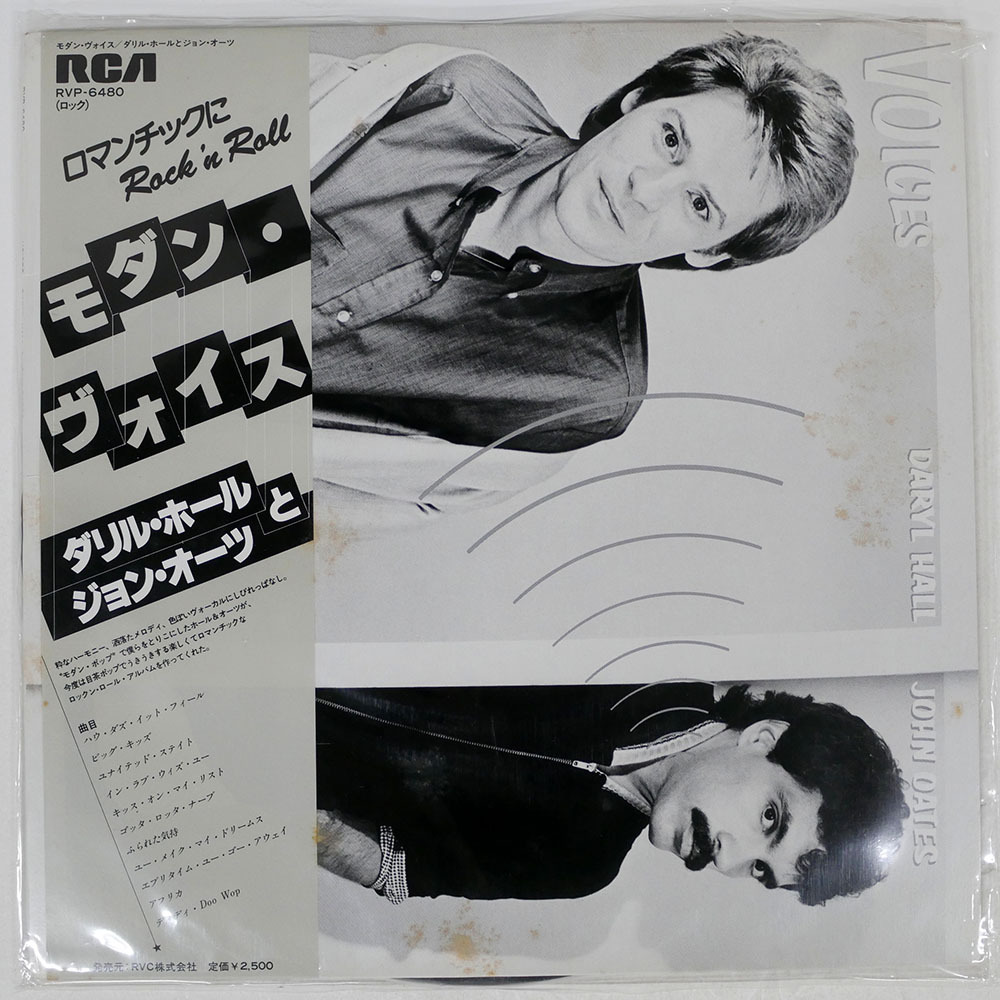 モダン・ヴォイス/ダリル・ホールとジョン・オーツ
RCA
RVP-6480
(ロック)
ロマンチックに
Rock 'n Roll
モダン・
ヴォイス
ダリル・ホール
と
ジョン・オーツ
粋なハーモニー、洒落たメロディ、色ぽいヴォーカルにしびれっぱなし。
“モダン・ポップ”で僕らをとりこにしたホール&オーツが、
今度は目茶ポップでうきうきする楽しくてロマンチックな
ロックン・ロール・アルバムを作ってくれた。
曲目
ハウ・ダズ・イット・フィール
ビッグ・キッズ
ユナイテッド・ステイト
イン・ラブ・ウィズ・ユー
キッス・オン・マイ・リスト
ゴッタ・ロッタ・ナーブ
ふられた気持
ユー・メイク・マイ・ドリームス
エブリタイム・ユー・ゴー・アウェイ
アフリカ
ディディ・Doo Wop
発売元:RVC株式会社 定価¥2,500
VOICES
DARYL HALL
JOHN OATES